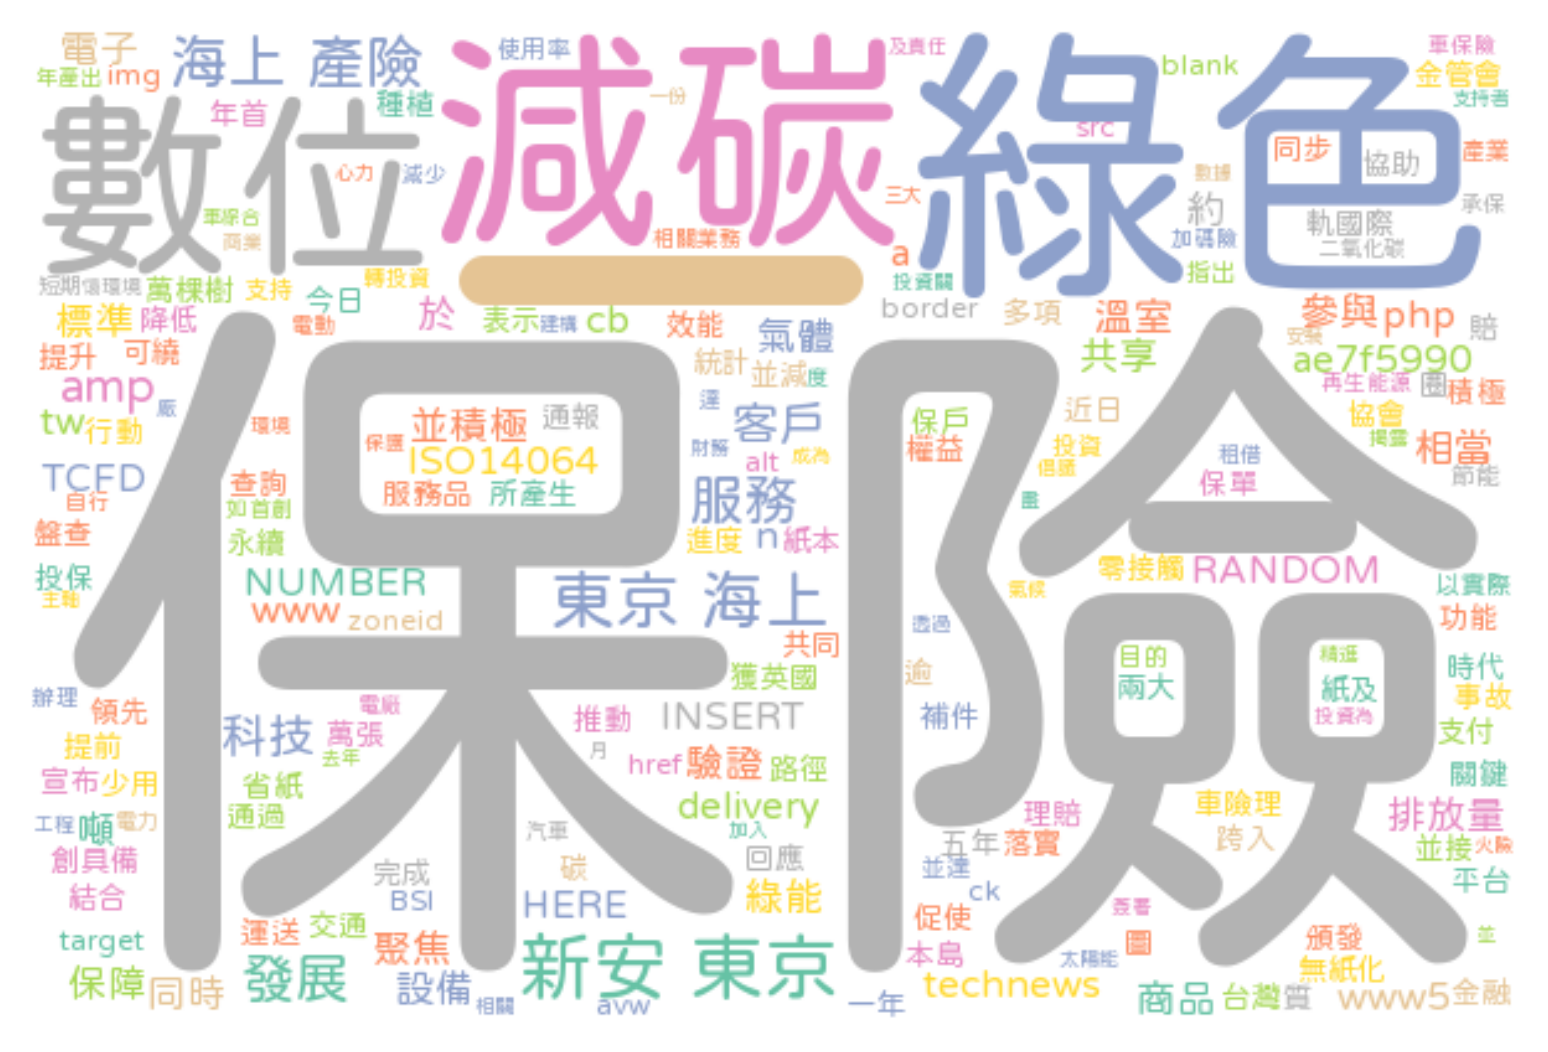 電子
海上 產險
使用率
及責任
車保險
年產出
img
減碳
綠色
blank
金管會
支持者
數位
年首
種植
一份
src
同步
協助
產業
心力
減少
三大
數據
約
承保
車綜合
商業
相關業務
a
加碼險
軌國際
二氧化碳
短期
懷環境
萬棵樹
支持
轉投資
一
投資關
指出
標準
降低
今日
電動
於
表示
建構
cb
效能
氣體
border
多項
溫室
參與
php
賠
提升
可繞
統計
並減
度
共享
安裝
ae7f5990
amp
廠
保險
達
客戶
近日
再生能源
圈
積極
tw
行動
環境
保護
並積極
通報
財務
alt
成為
保戶
權益
投資
倡議
協會
揭露
相當
TCFD
自行
查詢
ISO14064
服務品
所產生
服務
租借
保單
節能
如首創
盤查
永續
進度
n
紙本
零接觸
RANDOM
投保
主軸
NUMBER
東京 海上
氣候
以實際
www
zoneid
共同
透過
功能
獲英國
逾
目的
兩大
精進
紙及
投資為
時代
事故
辦理
領先
科技
電廠
萬張
去年
推動
月
INSERT
補件
支付
提前
href
驗證
路徑
關鍵
宣布
少用
省紙
通過
delivery
理賠
車險理
排放量
工程
噸
電力
汽車
加入
五年
落實
跨入
並接
火險
創具備
完成
碳
回應
並達
ck
平台
結合
BSI
HERE
綠能
簽署
target
運送
交通
聚焦
促使
本島
圖
頒發
並
保障
同時
發展
設備
相關
新安 東京
avw
一年
太陽能
technews
無紙化
商品
台灣
質
www5
金融